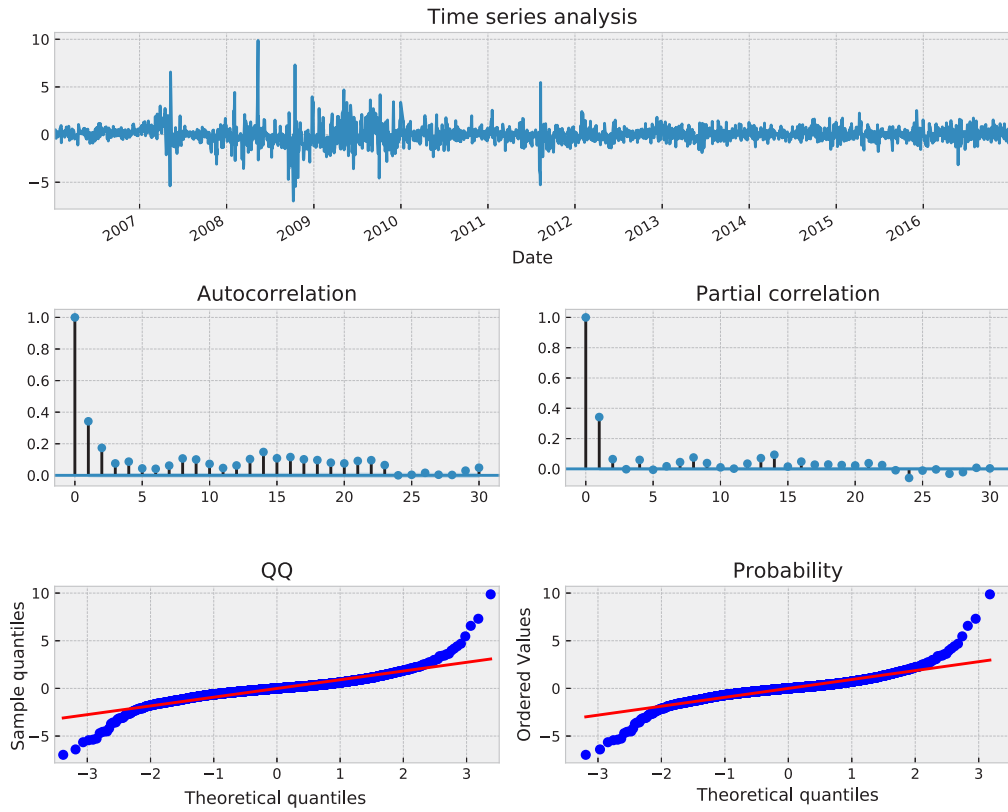 Time series analysis
10
5
0
−5
2007 2008 2009 2010 2011 2012 2013 2014 2015 2016
Date
Autocorrelation
1.0
0.8
0.6
0.4
0.2
0.0
0 5 10 15 20 25 30
Partial correlation
1.0
0.8
0.6
0.4
0.2
0.0
0 5 10 15 20 25 30
QQ
Sample quantiles
10
5
0
−5
−3 −2 −1 0 1 2 3
Theoretical quantiles
Probability
Ordered Values
10
5
0
−5
−3 −2 −1 0 1 2 3
Theoretical quantiles